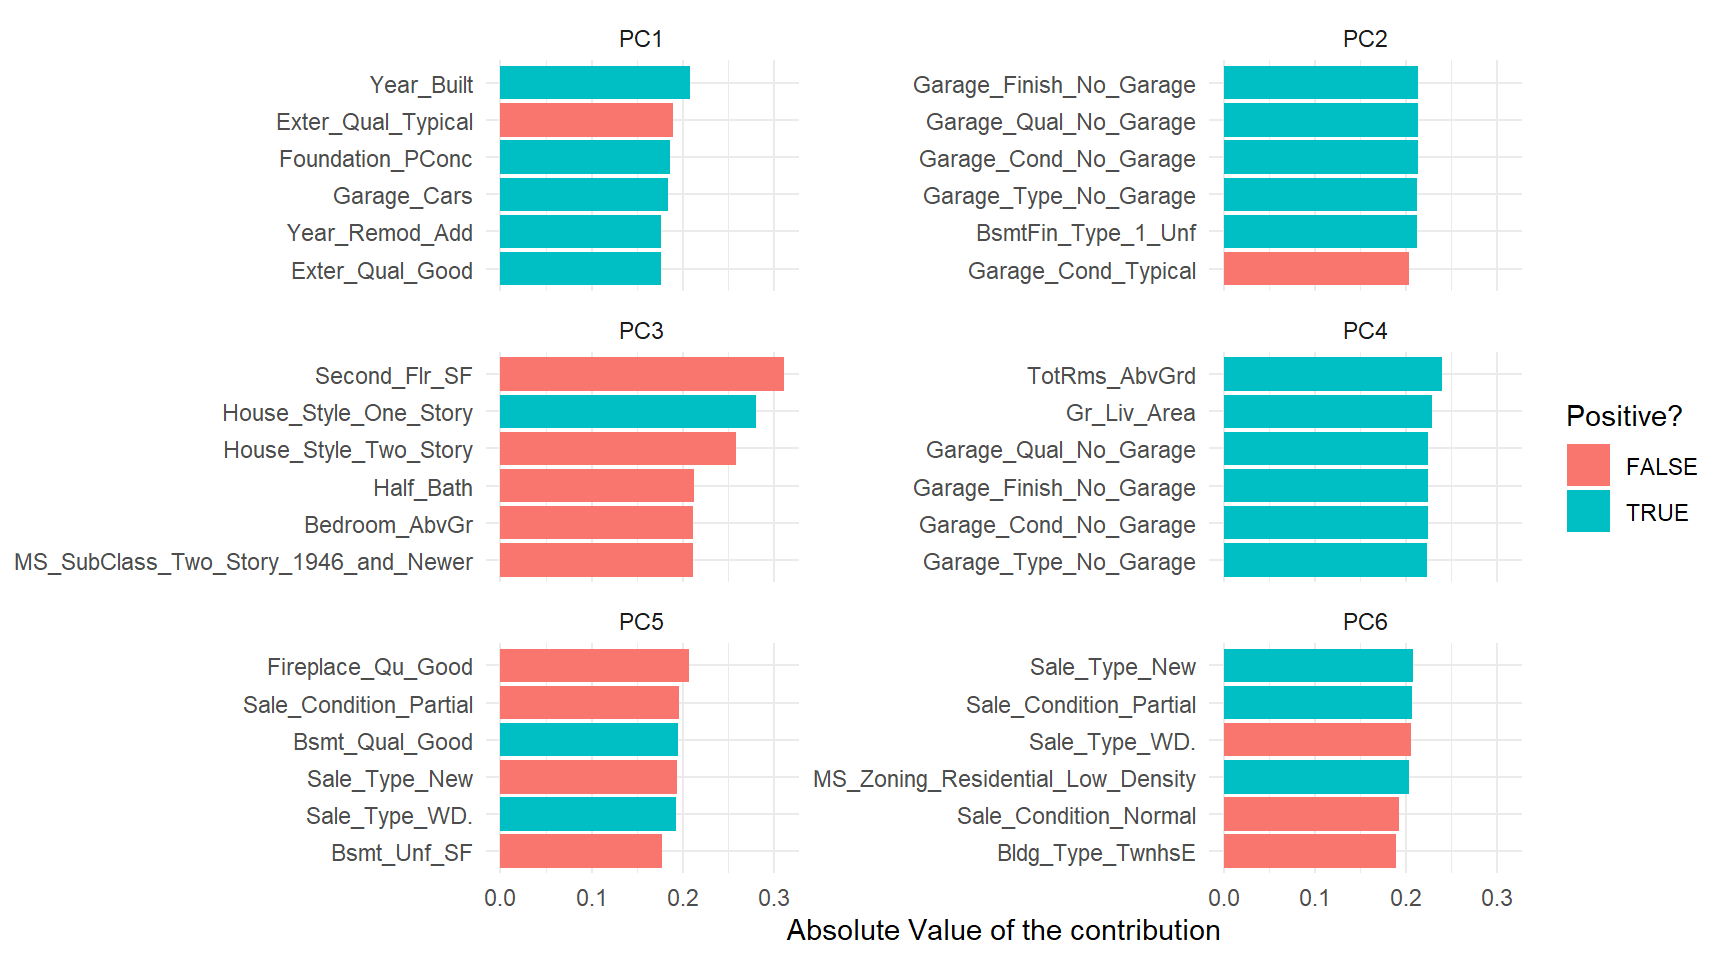 PC1
Year_Built
Exter_Qual_Typical
Foundation_PConc
Garage_Cars
Year_Remod_Add
Exter_Qual_Good
PC2
Garage_Finish_No_Garage
Garage_Qual_No_Garage
Garage_Cond_No_Garage
Garage_Type_No_Garage
BsmtFin_Type_1_Unf
Garage_Cond_Typical
PC3
Second_Flr_SF
House_Style_One_Story
House_Style_Two_Story
Half_Bath
Bedroom_AbvGr
MS_SubClass_Two_Story_1946_and_Newer
PC4
TotRms_AbvGrd
Gr_Liv_Area
Garage_Qual_No_Garage
Garage_Finish_No_Garage
Garage_Cond_No_Garage
Garage_Type_No_Garage
PC5
Fireplace_Qu_Good
Sale_Condition_Partial
Bsmt_Qual_Good
Sale_Type_New
Sale_Type_WD.
Bsmt_Unf_SF
0.0 0.1 0.2 0.3
PC6
Sale_Type_New
Sale_Condition_Partial
Sale_Type_WD.
MS_Zoning_Residential_Low_Density
Sale_Condition_Normal
Bldg_Type_TwnhsE
0.0 0.1 0.2 0.3
Absolute Value of the contribution
Positive?
FALSE
TRUE